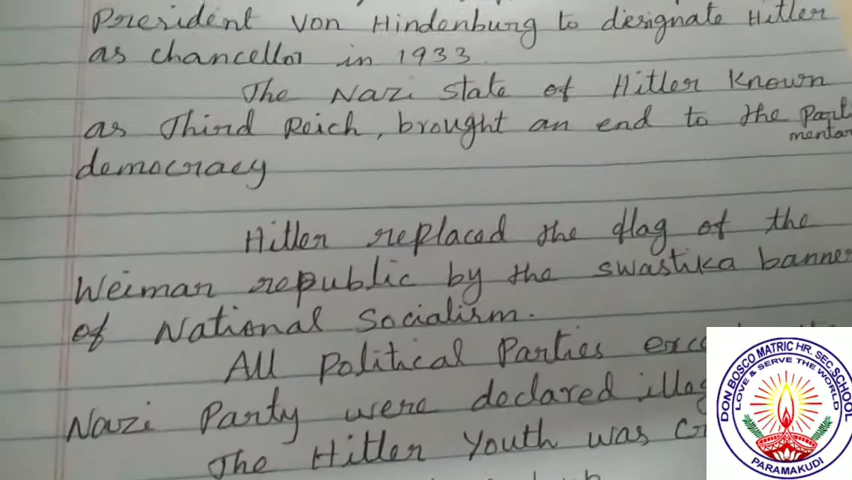 President von Hindenburg to designate Hitler
as chancellor in 1933
The Nazi state of Hitler known
as Third Reich, brought an end to the
democracy
Hitler replaced the flag of the
Weimar republic by the swastika banner
of National Socialism.
All political Parties
Nazi Party were declared
The Hitler Youth was
DON BOSCO MATRIC HR. SEC SCHOOL
LOVE & SERVE THE WORLD
PARAMAKUDI